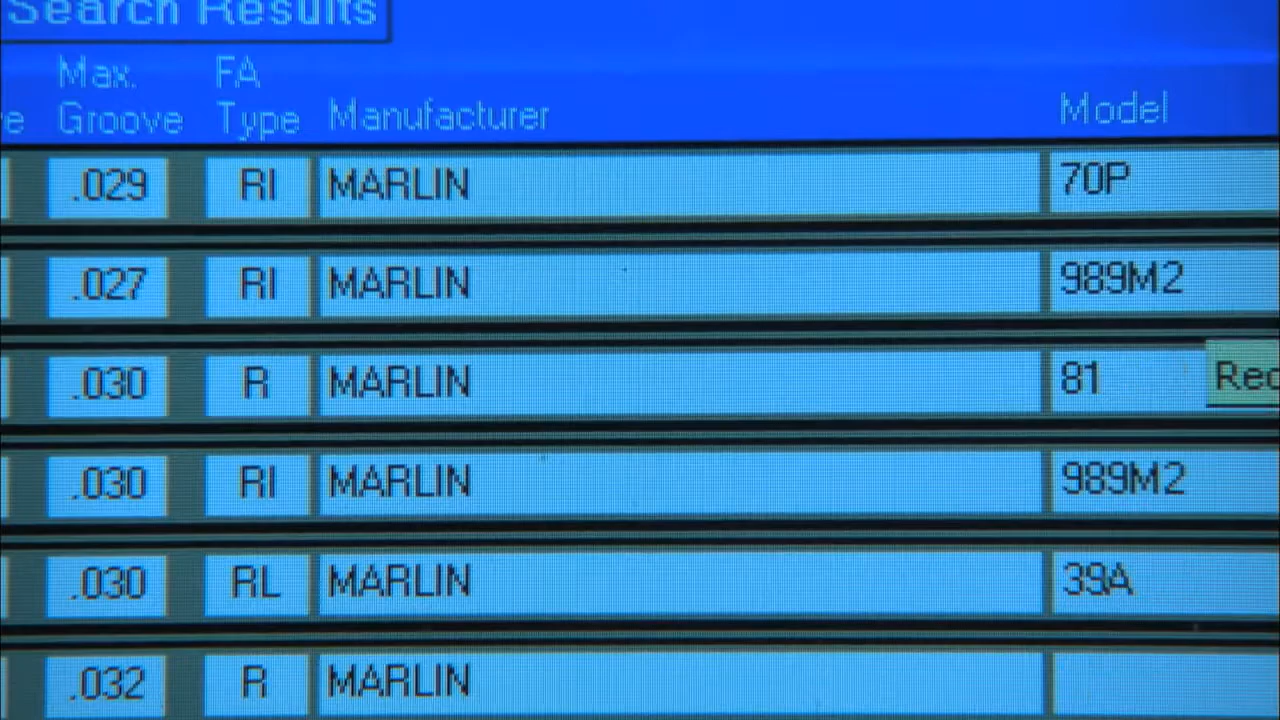 Search Results
Max. FA
Groove Type Manufacturer Model
.029 RI MARLIN 70P
.027 RI MARLIN 989M2
.030 R MARLIN 81
.030 RI MARLIN 989M2
.030 RL MARLIN 39A
.032 R MARLIN